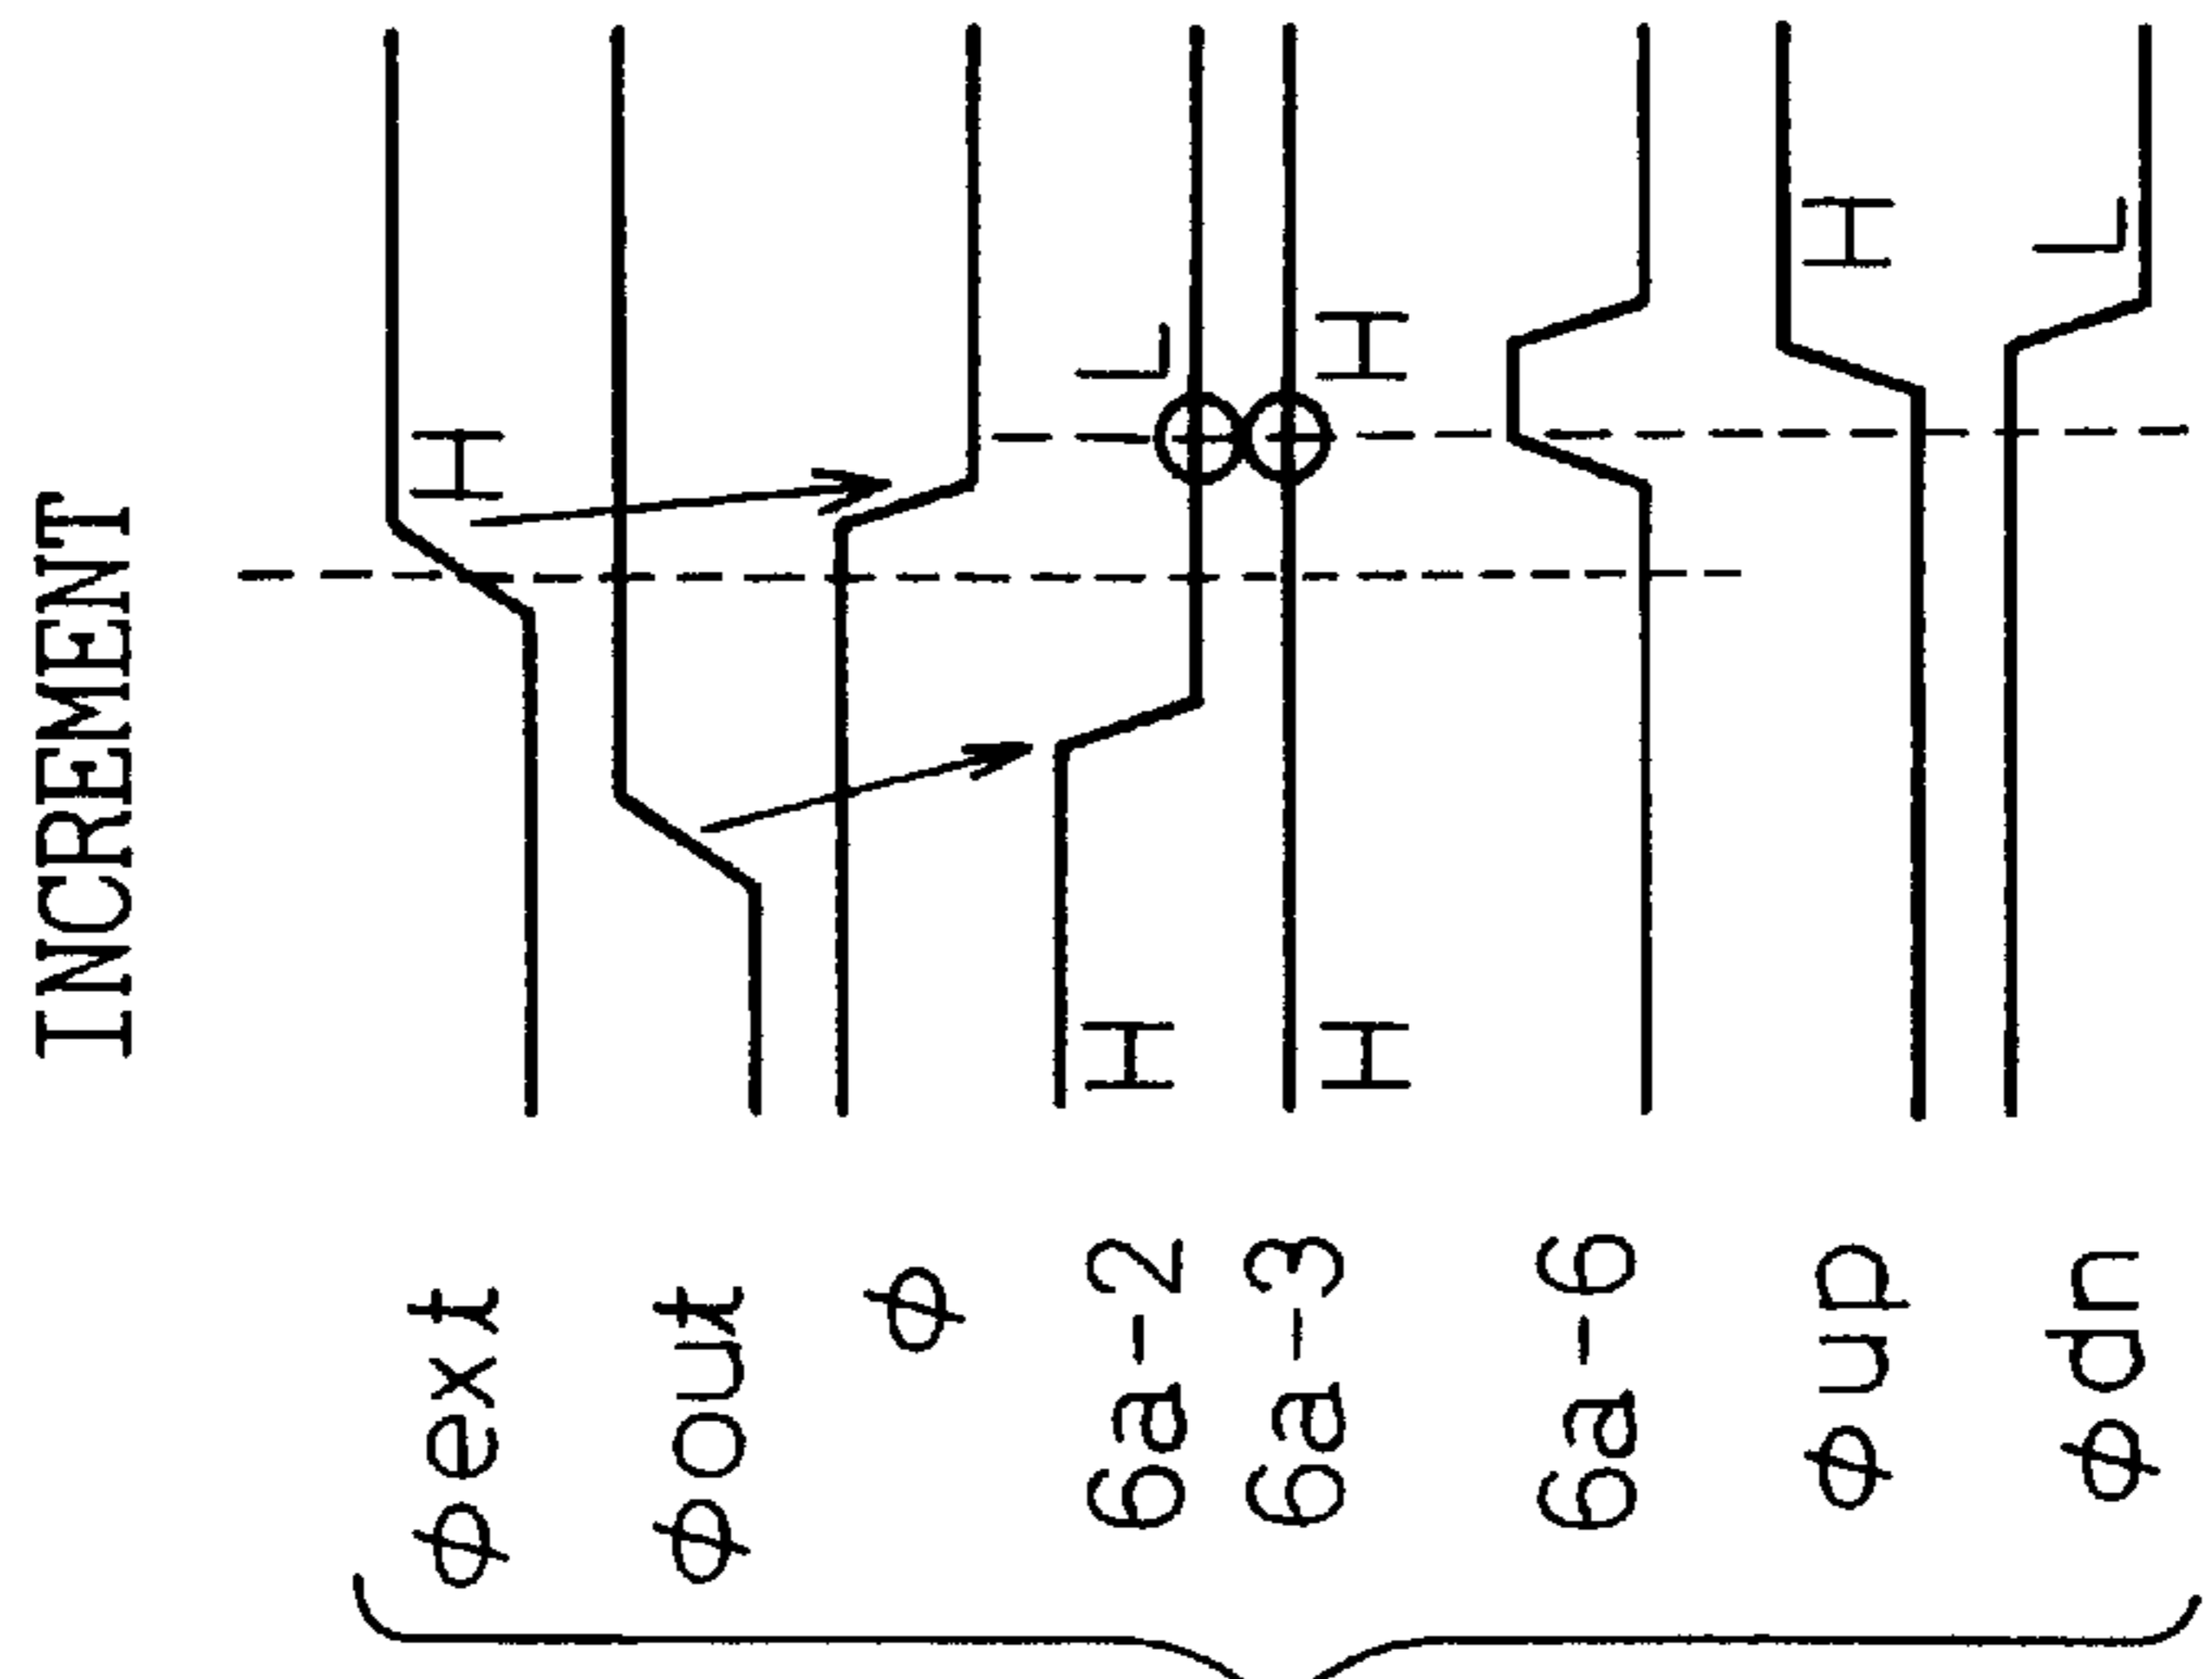 INCREMENT
φext H
φout
φ
6a-2 H L
6a-3 H H
6a-6
φup H
φdn L